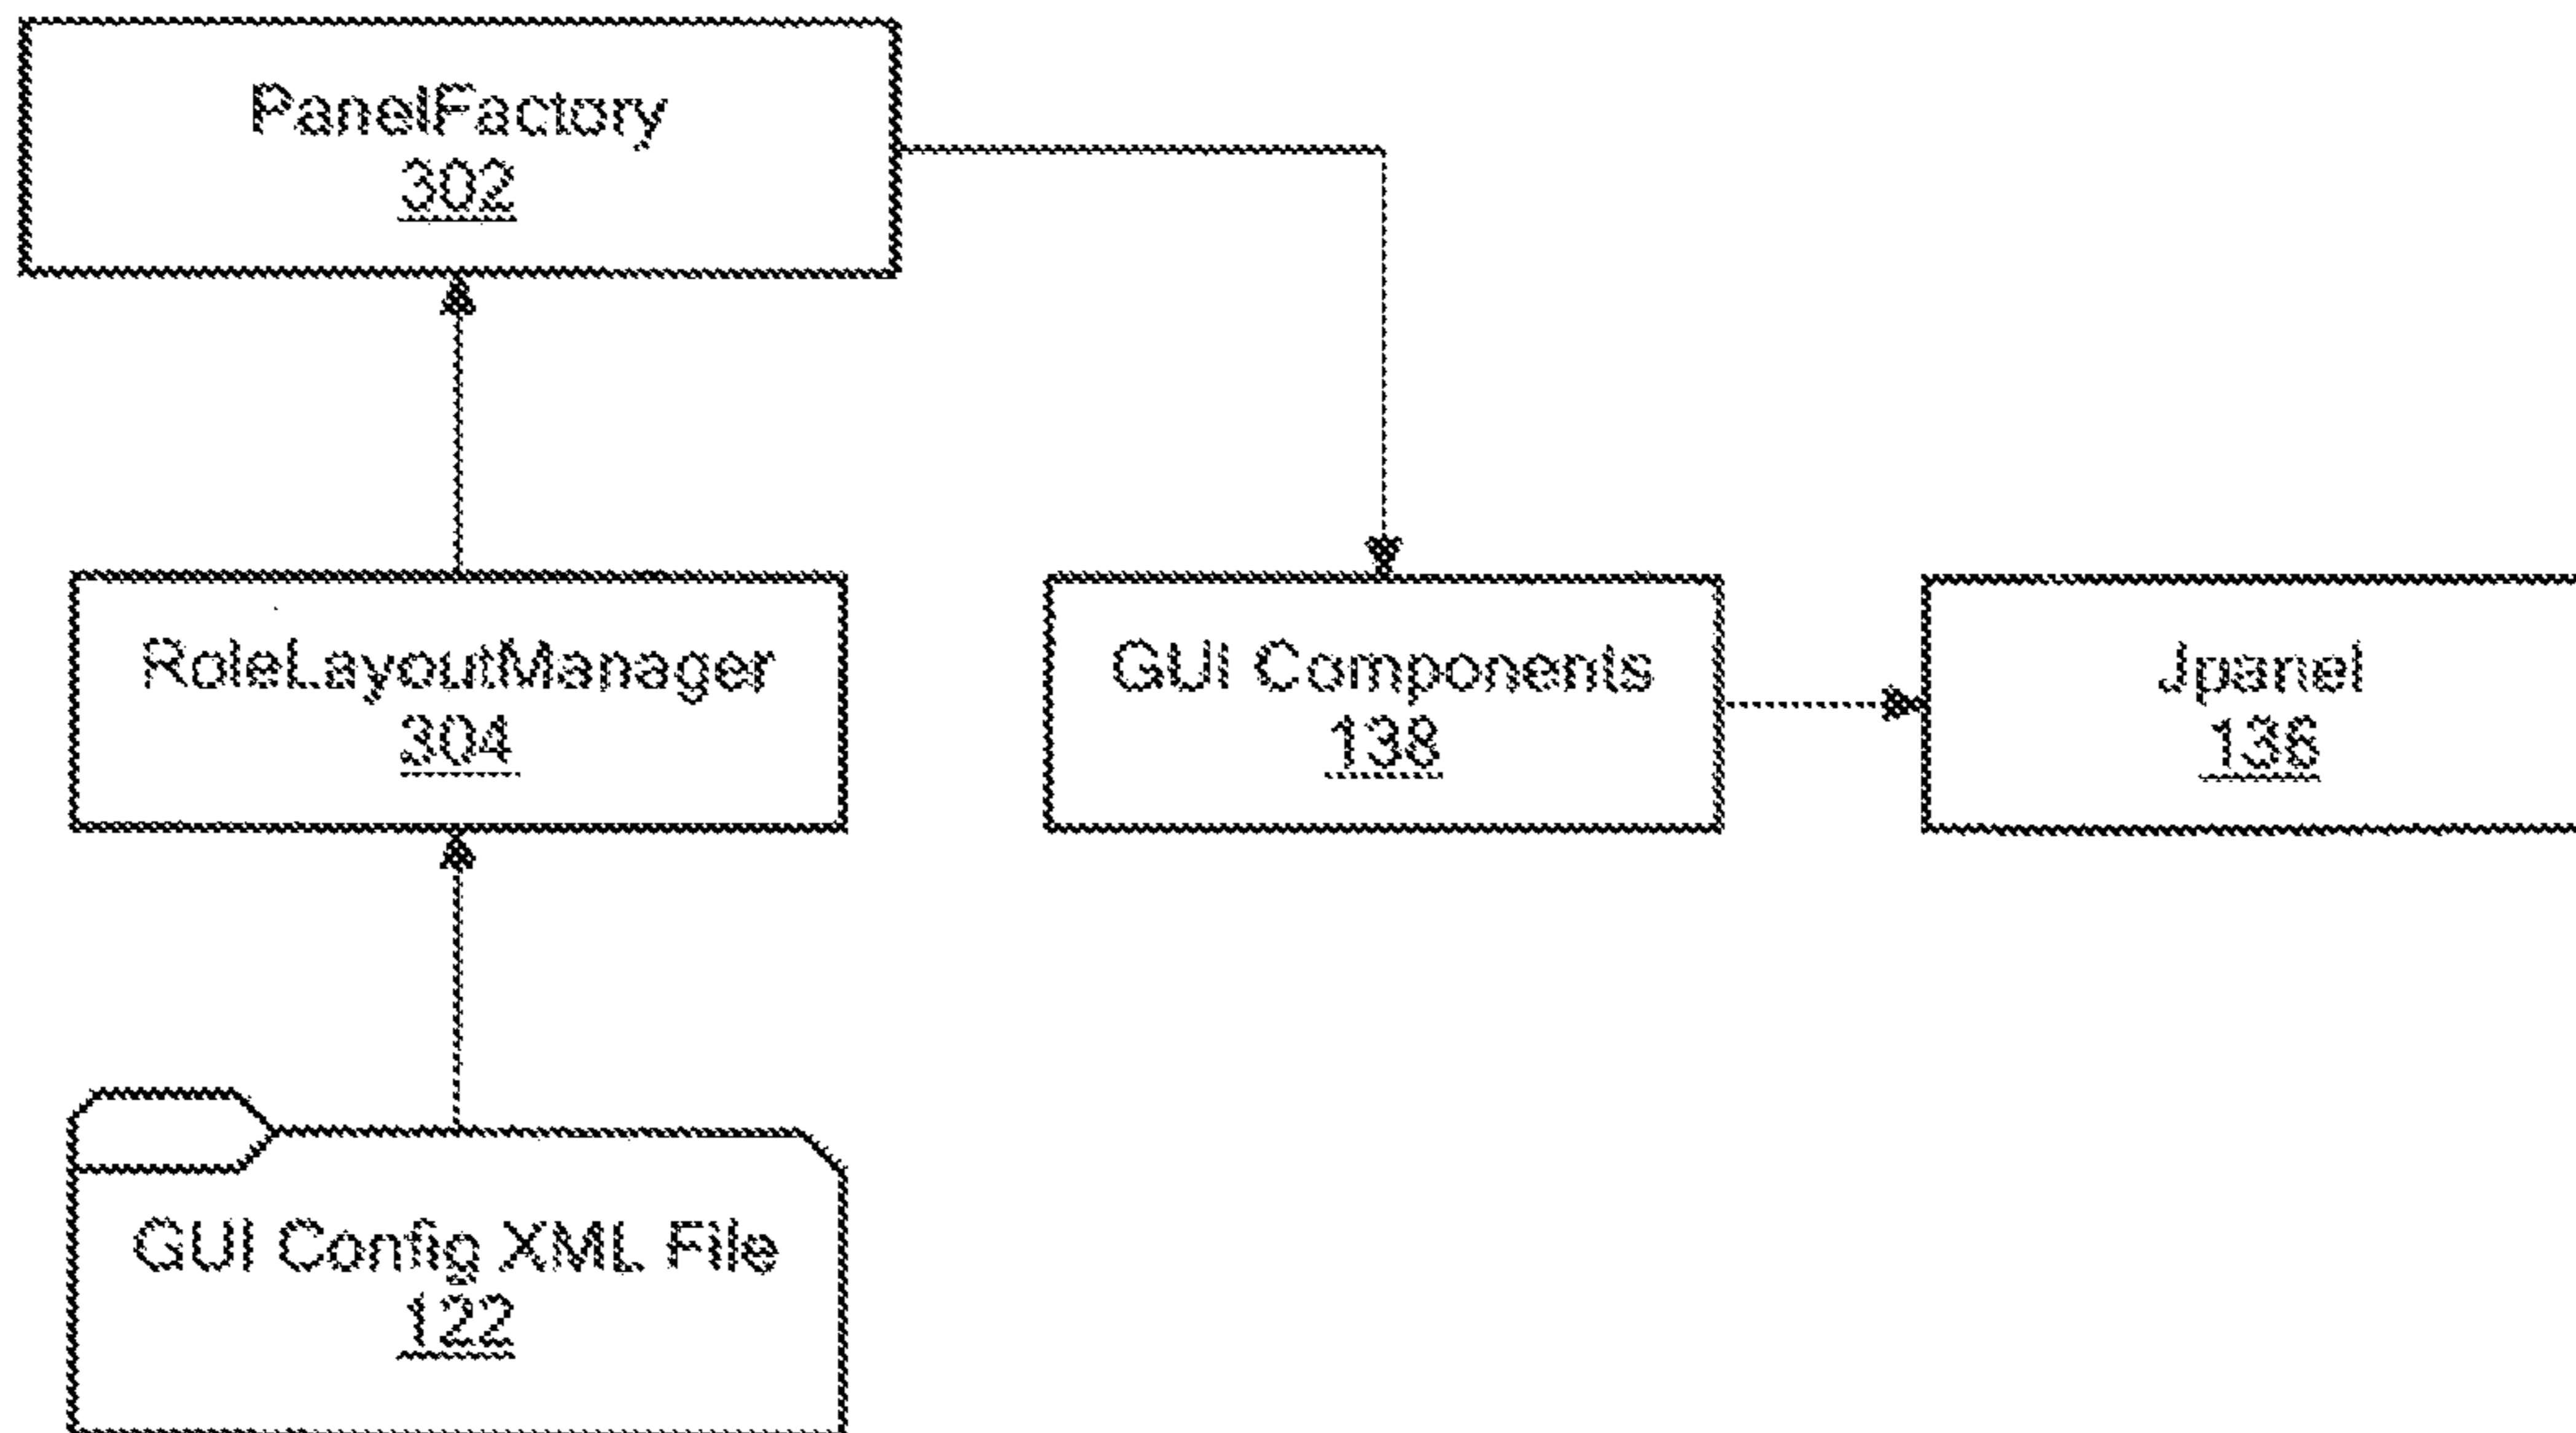 PanelFactory
302
RoleLayoutManager
304
GUI Components
138
Jpanel
136
GUI Config XML File
122